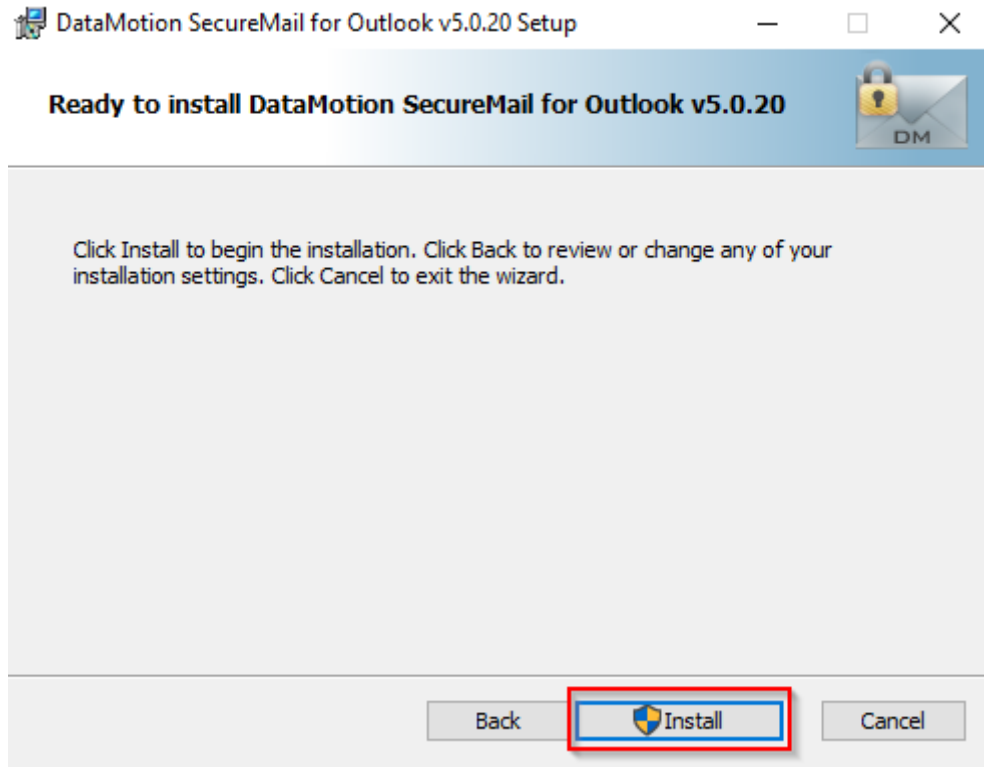 DataMotion SecureMail for Outlook v5.0.20 Setup
Ready to install DataMotion SecureMail for Outlook v5.0.20
DM
Click Install to begin the installation. Click Back to review or change any of your
installation settings. Click Cancel to exit the wizard.
Back
Install
Cancel